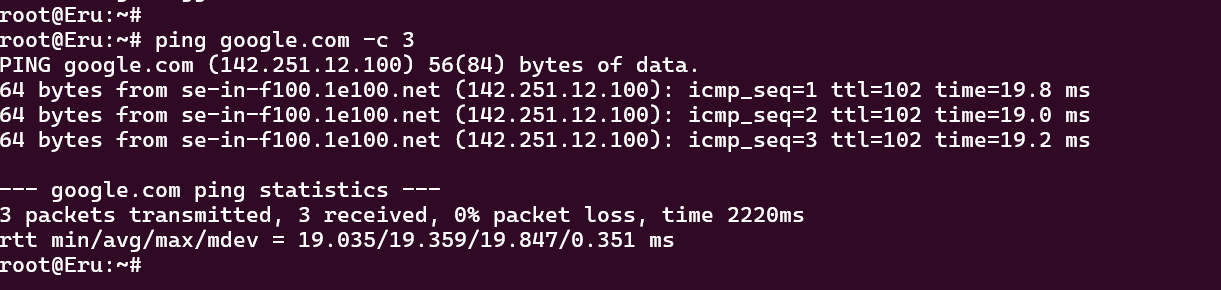 root@Eru:~#
root@Eru:~# ping google.com -c 3
PING google.com (142.251.12.100) 56(84) bytes of data.
64 bytes from se-in-f100.1e100.net (142.251.12.100): icmp_seq=1 ttl=102 time=19.8 ms
64 bytes from se-in-f100.1e100.net (142.251.12.100): icmp_seq=2 ttl=102 time=19.0 ms
64 bytes from se-in-f100.1e100.net (142.251.12.100): icmp_seq=3 ttl=102 time=19.2 ms

--- google.com ping statistics ---
3 packets transmitted, 3 received, 0% packet loss, time 2220ms
rtt min/avg/max/mdev = 19.035/19.359/19.847/0.351 ms
root@Eru:~#